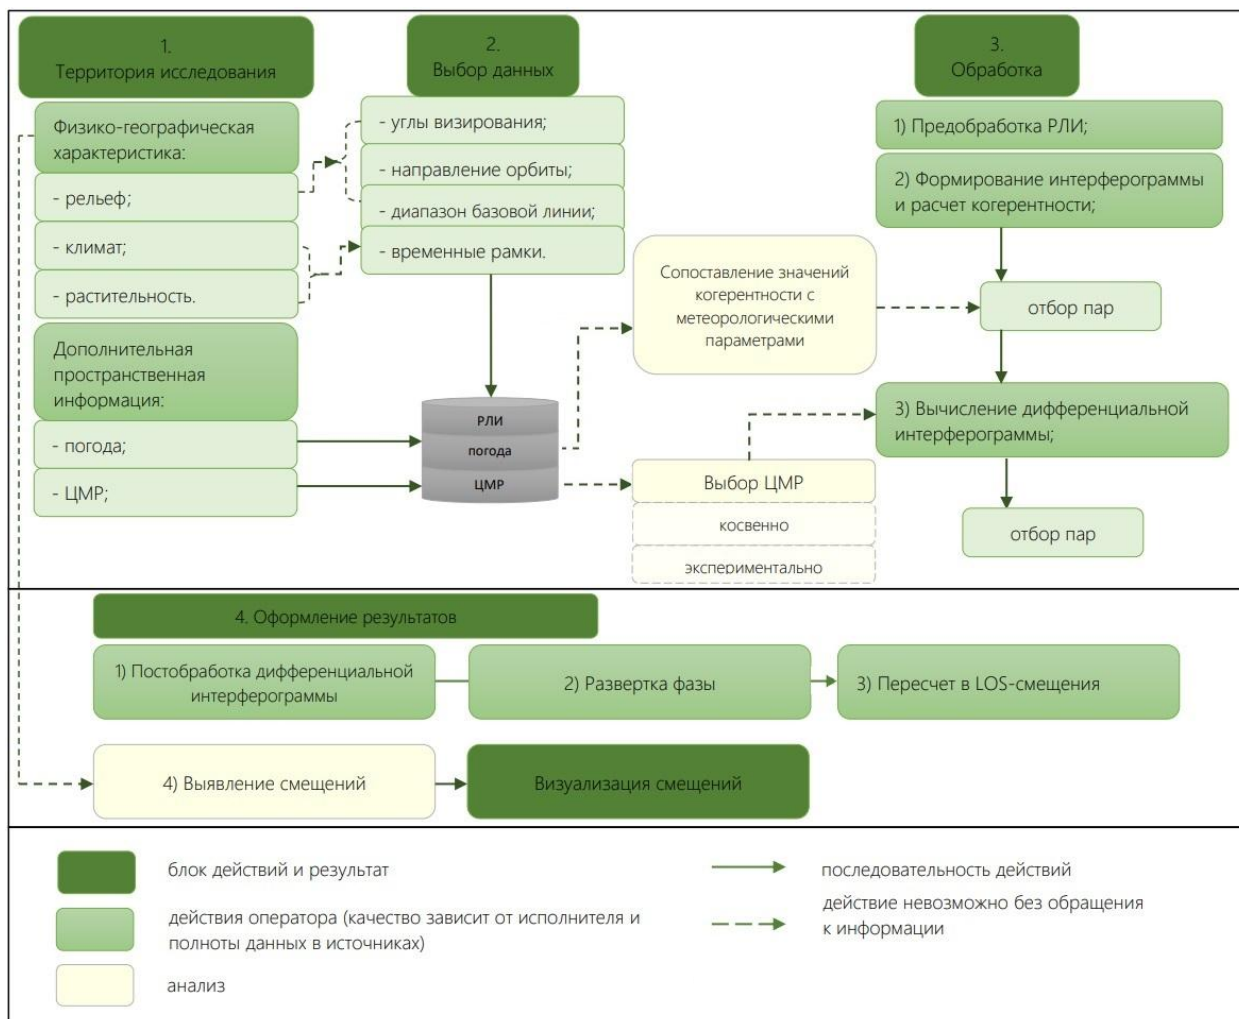 1.
Территория исследования
Физико-географическая
характеристика:
- рельеф;
- климат;
- растительность.
Дополнительная
пространственная
информация:
- погода;
- ЦМР;
2.
Выбор данных
- углы визирования;
- направление орбиты;
- диапазон базовой линии;
- временные рамки.
РЛИ
погода
ЦМР
Сопоставление значений
когерентности с
метеорологическими
параметрами
Выбор ЦМР
косвенно
экспериментально
3.
Обработка
1) Предобработка РЛИ;
2) Формирование интерферограммы
и расчет когерентности;
отбор пар
3) Вычисление дифференциальной
интерферограммы;
отбор пар
4. Оформление результатов
1) Постобработка дифференциальной
интерферограммы
2) Развертка фазы
3) Пересчет в LOS-смещения
4) Выявление смещений
Визуализация смещений
блок действий и результат
действия оператора (качество зависит от исполнителя и
полноты данных в источниках)
анализ
последовательность действий
действие невозможно без обращения
к информации